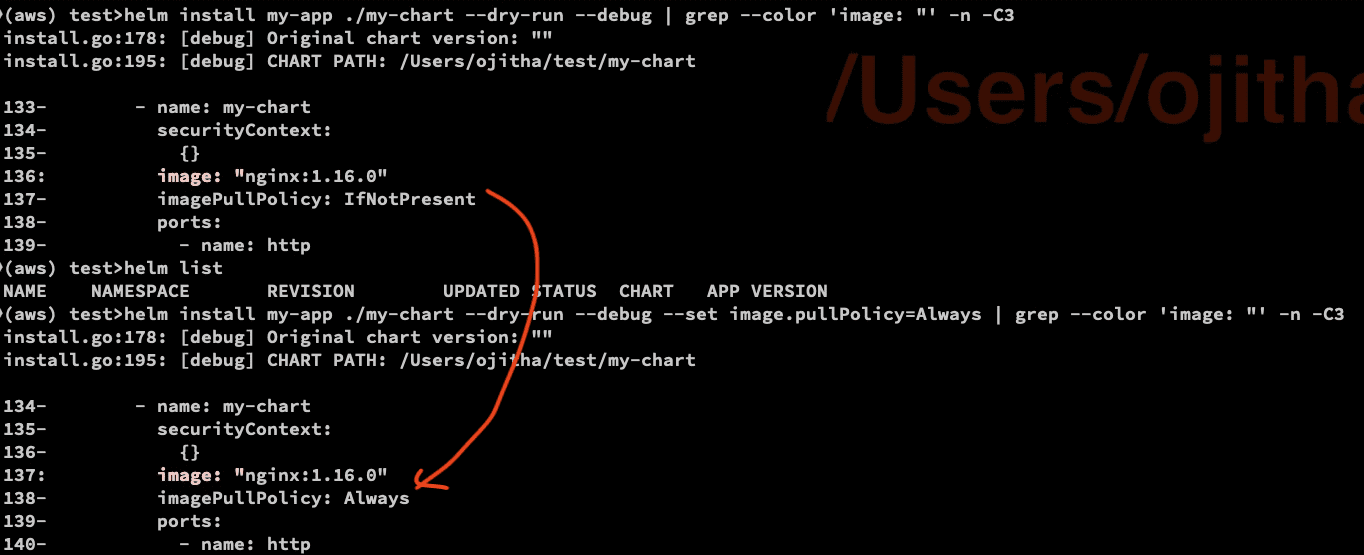 (aws) test>helm install my-app ./my-chart --dry-run --debug | grep --color 'image: "' -n -C3
install.go:178: [debug] Original chart version: ""
install.go:195: [debug] CHART PATH: /Users/ojitha/test/my-chart
/Users/ojitha
133-        - name: my-chart
134-          securityContext:
135-            {}
136:          image: "nginx:1.16.0"
137-          imagePullPolicy: IfNotPresent
138-          ports:
139-            - name: http
(aws) test>helm list
NAME    NAMESPACE       REVISION        UPDATED STATUS  CHART   APP VERSION
(aws) test>helm install my-app ./my-chart --dry-run --debug --set image.pullPolicy=Always | grep --color 'image: "' -n -C3
install.go:178: [debug] Original chart version: ""
install.go:195: [debug] CHART PATH: /Users/ojitha/test/my-chart
134-        - name: my-chart
135-          securityContext:
136-            {}
137:          image: "nginx:1.16.0"
138-          imagePullPolicy: Always
139-          ports:
140-            - name: http